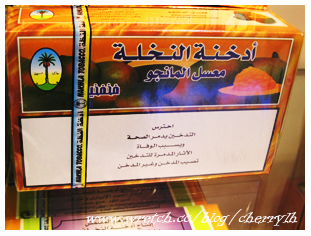 أدخنة النخلة
معسل المانجو
احترس
التدخين يدمر الصحة
ويسبب الوفاة
الآثار المدمرة للتدخين
تصيب المدخن وغير المدخن
www.wretch.cc/blog/cherrylb